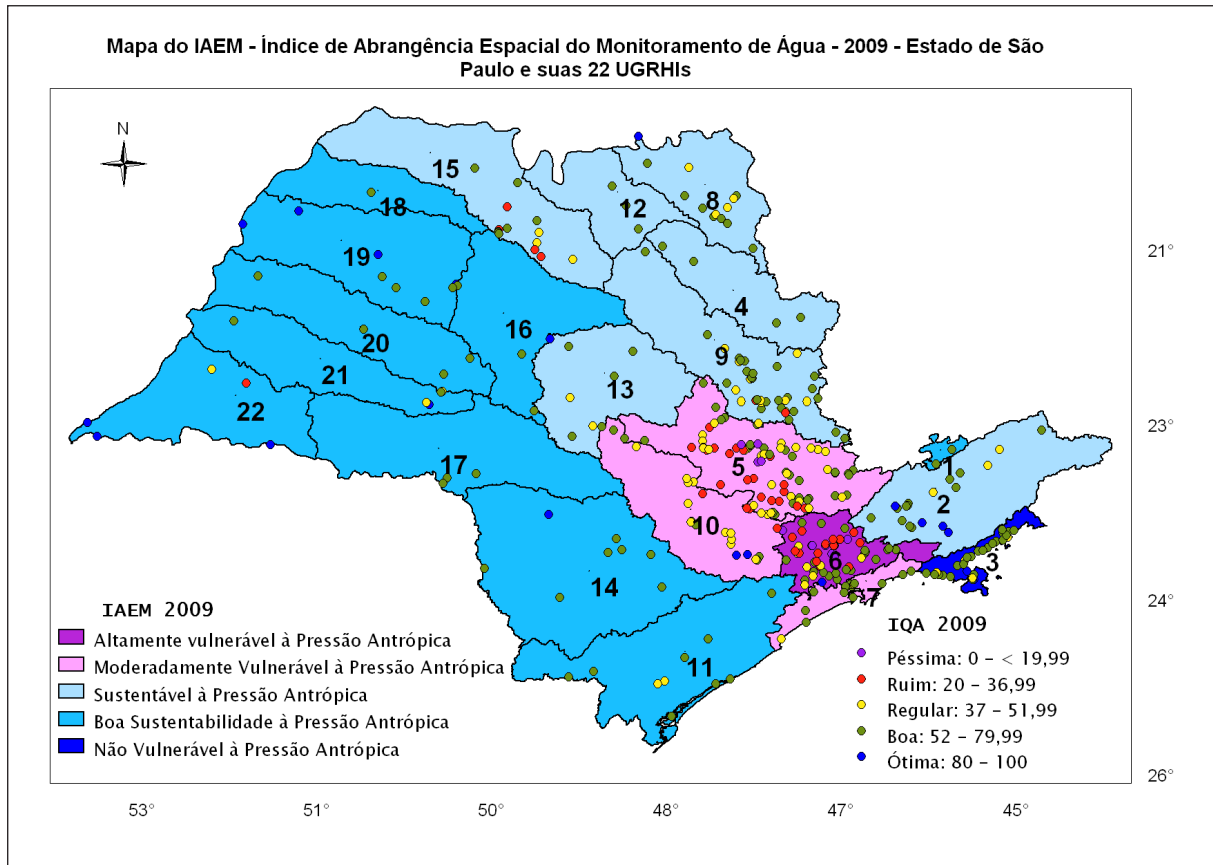 Mapa do IAEM - Índice de Abrangência Espacial do Monitoramento de Água - 2009 - Estado de São
Paulo e suas 22 UGRHIs
N
15
18
12
8
21°
19
4
16
9
20
13
21
22
23°
5
1
17
2
10
6
3
14
7
24°
11
IAEM 2009
Altamente vulnerável à Pressão Antrópica
Moderadamente Vulnerável à Pressão Antrópica
Sustentável à Pressão Antrópica
Boa Sustentabilidade à Pressão Antrópica
Não Vulnerável à Pressão Antrópica
IQA 2009
Péssima: 0 – < 19,99
Ruim: 20 – 36,99
Regular: 37 – 51,99
Boa: 52 – 79,99
Ótima: 80 – 100
26°
53° 51° 50° 48° 47° 45°